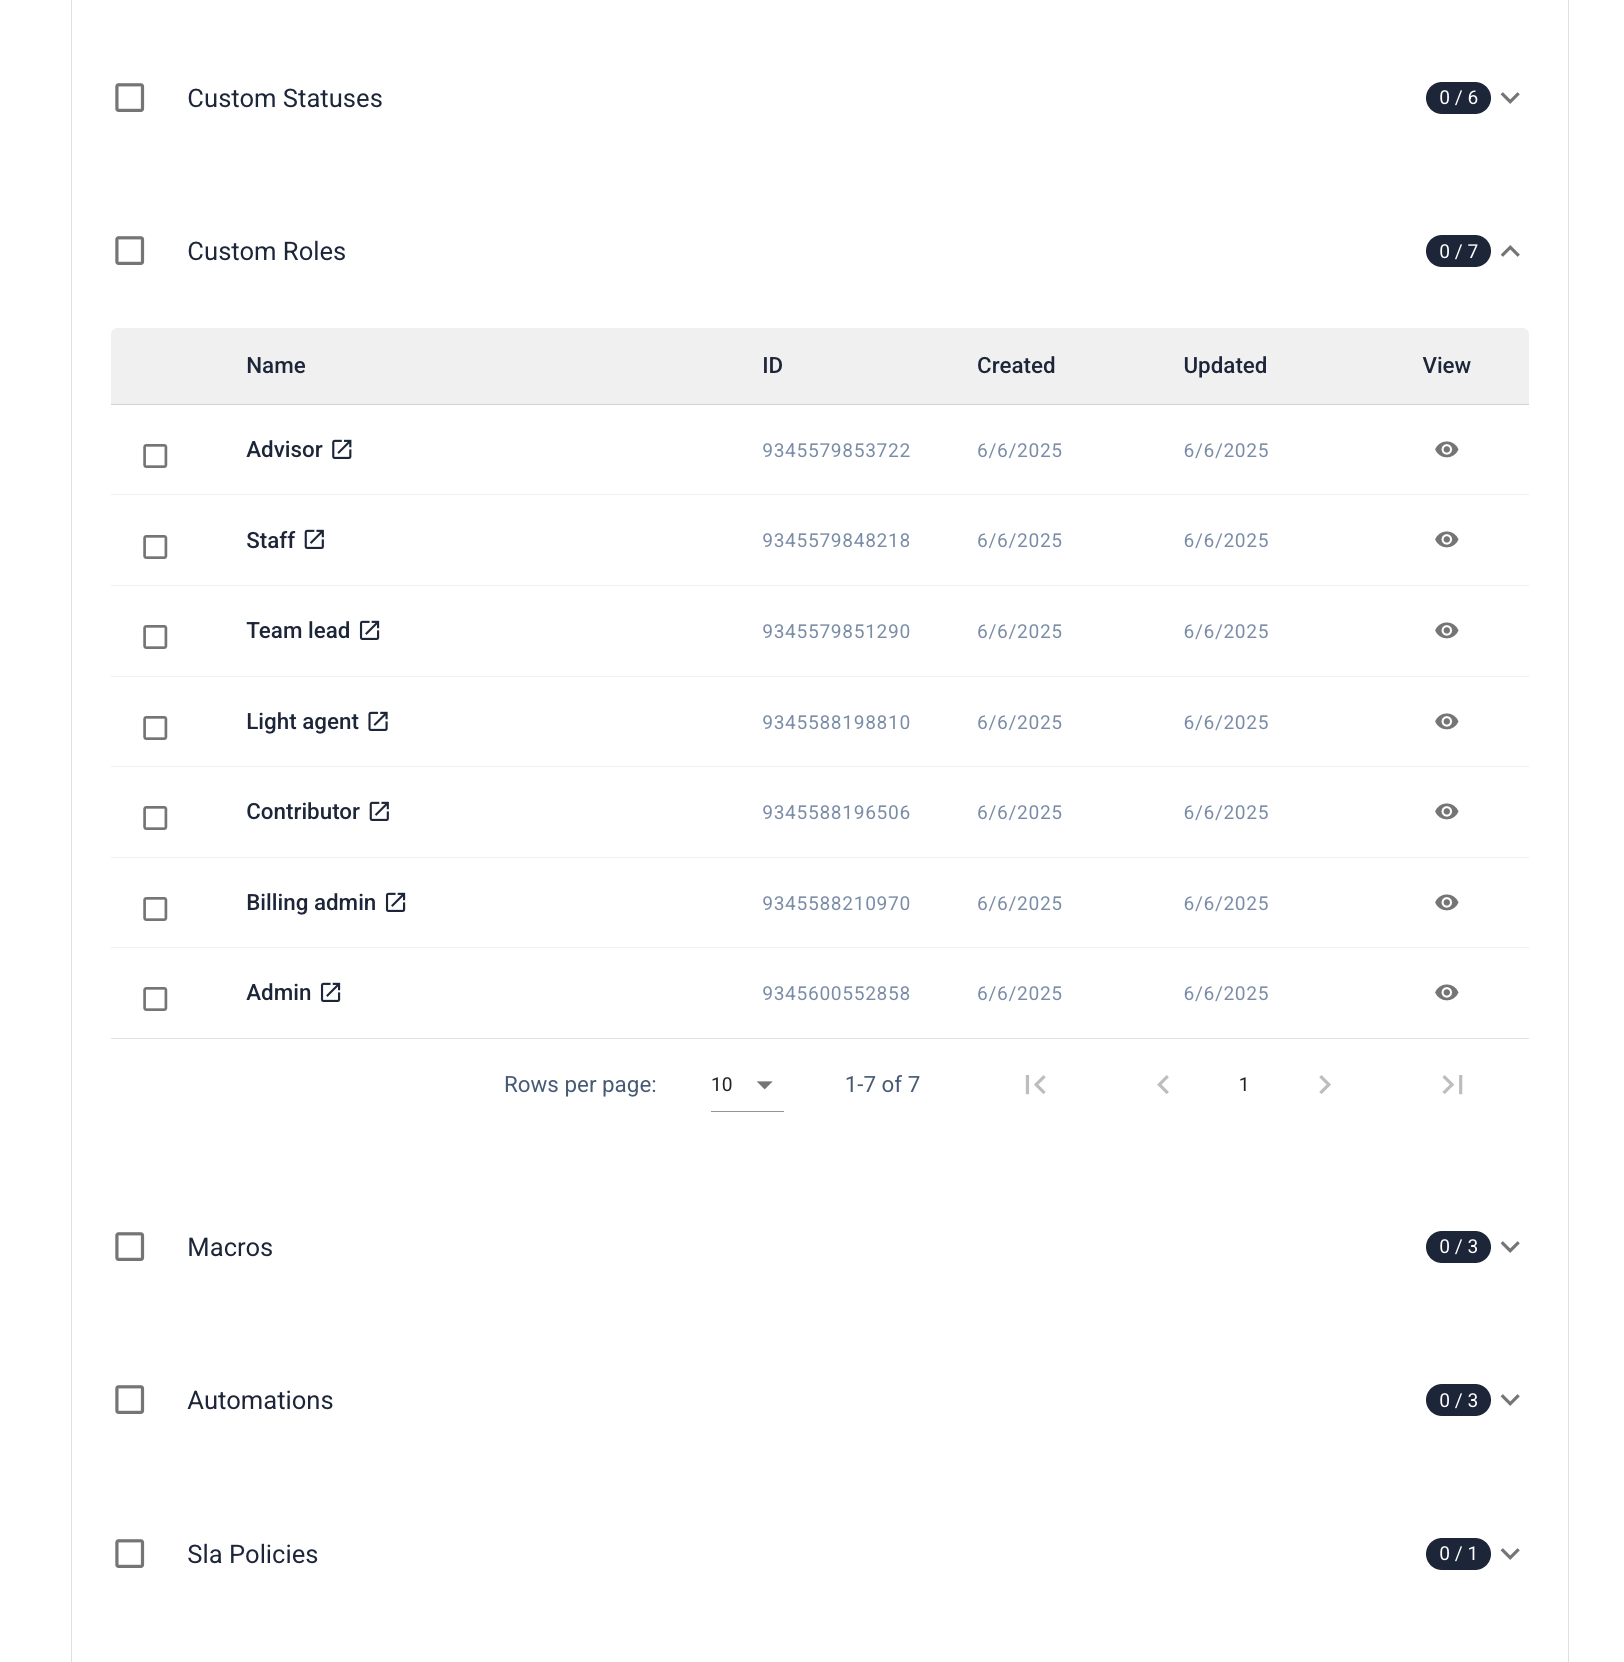 Custom Statuses 0 / 6
Custom Roles 0 / 7
Name ID Created Updated View
Advisor 9345579853722 6/6/2025 6/6/2025
Staff 9345579848218 6/6/2025 6/6/2025
Team lead 9345579851290 6/6/2025 6/6/2025
Light agent 9345588198810 6/6/2025 6/6/2025
Contributor 9345588196506 6/6/2025 6/6/2025
Billing admin 9345588210970 6/6/2025 6/6/2025
Admin 9345600552858 6/6/2025 6/6/2025
Rows per page: 10 1-7 of 7 1
Macros 0 / 3
Automations 0 / 3
Sla Policies 0 / 1